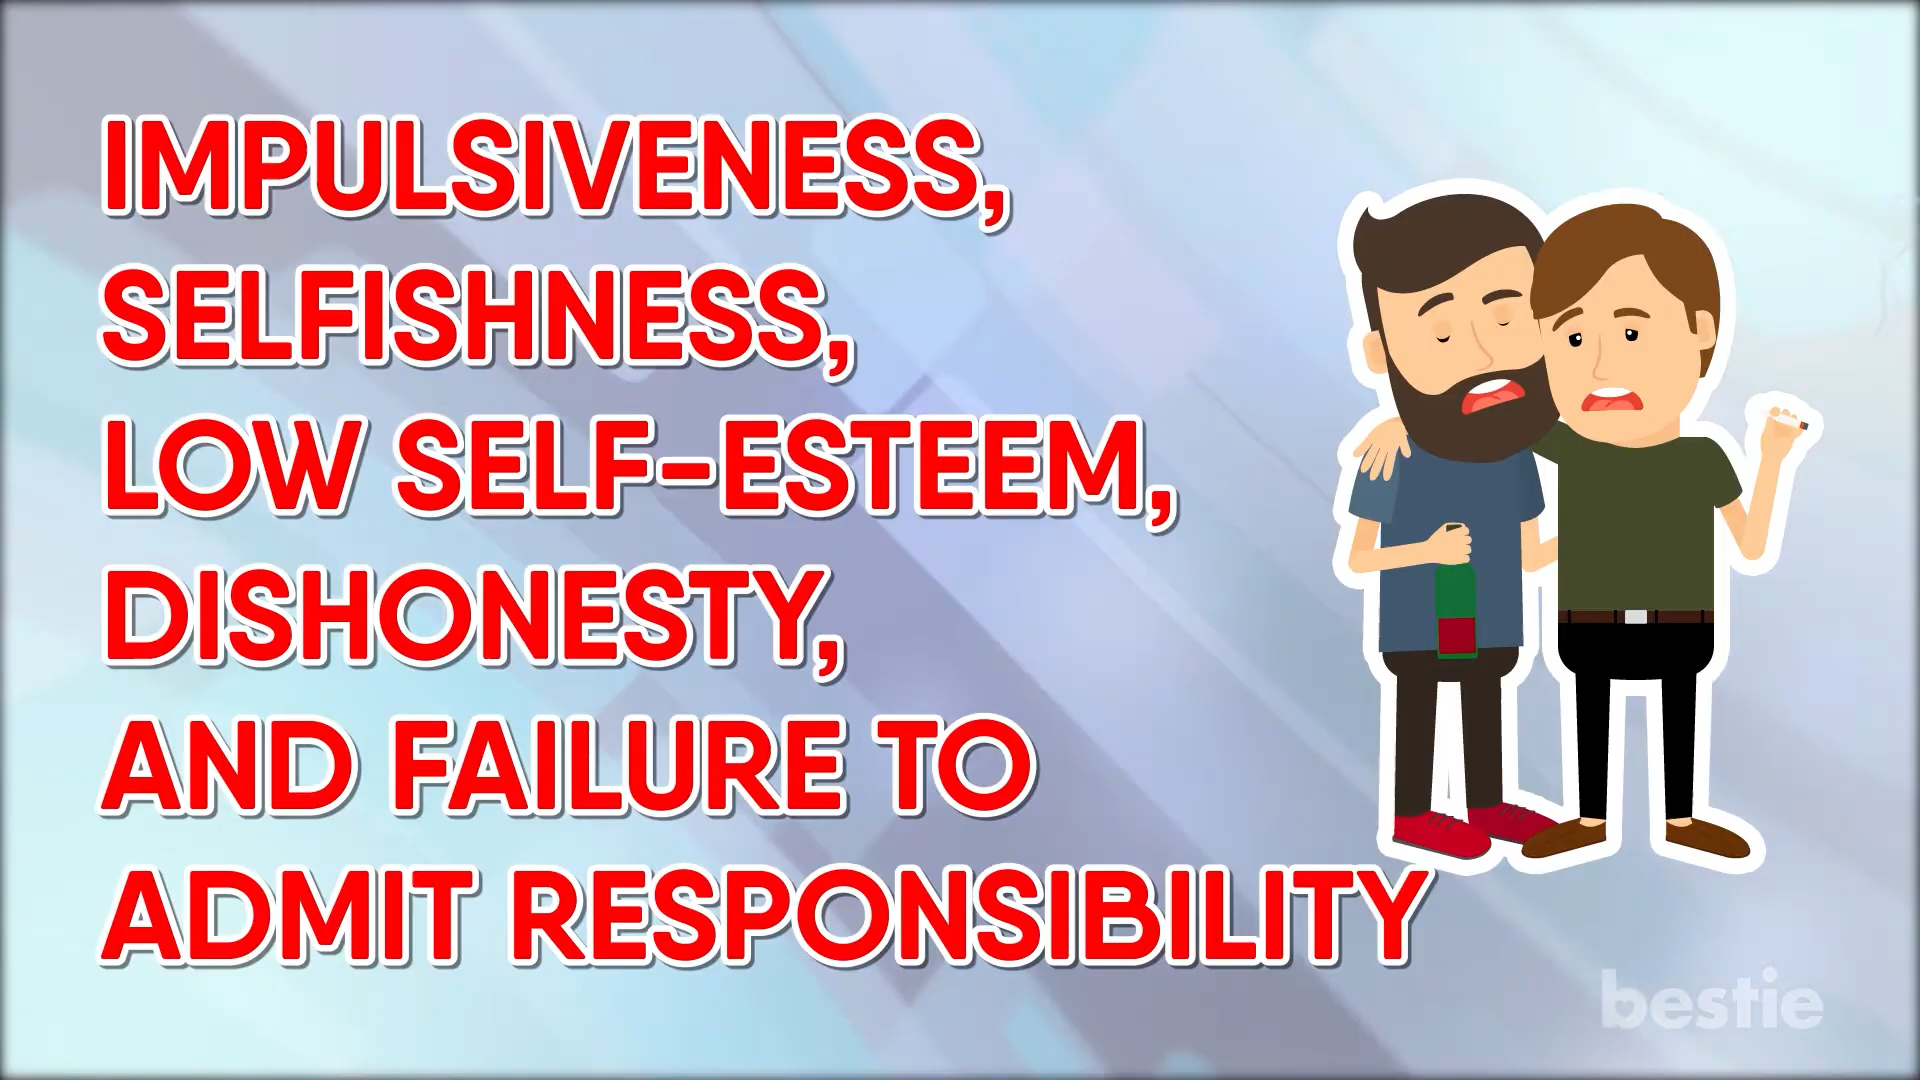 IMPULSIVENESS,
SELFISHNESS,
LOW SELF-ESTEEM,
DISHONESTY,
AND FAILURE TO
ADMIT RESPONSIBILITY
bestie